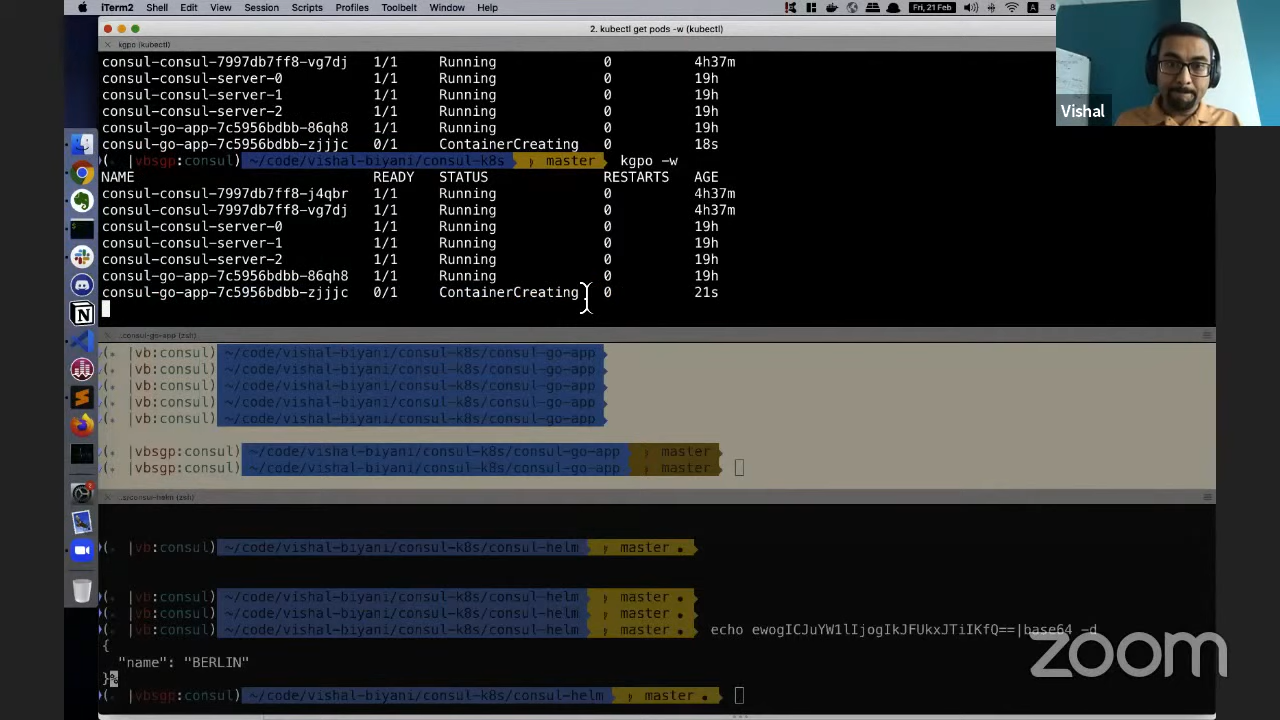 iTerm2 Shell Edit View Session Scripts Profiles Toolbelt Window Help Fri, 21 Feb
2. kubectl get pods -w (kubectl)
kgpo (kubectl)
consul-consul-7997db7ff8-vg7dj 1/1 Running 0 4h37m
consul-consul-server-0 1/1 Running 0 19h
consul-consul-server-1 1/1 Running 0 19h
consul-consul-server-2 1/1 Running 0 19h
consul-go-app-7c5956bdbb-86qh8 1/1 Running 0 19h
consul-go-app-7c5956bdbb-zjjjc 0/1 ContainerCreating 0 18s
( |vbsgp:consul) ~/code/vishal-biyani/consul-k8s master kgpo -w
NAME READY STATUS RESTARTS AGE
consul-consul-7997db7ff8-j4qbr 1/1 Running 0 4h37m
consul-consul-7997db7ff8-vg7dj 1/1 Running 0 4h37m
consul-consul-server-0 1/1 Running 0 19h
consul-consul-server-1 1/1 Running 0 19h
consul-consul-server-2 1/1 Running 0 19h
consul-go-app-7c5956bdbb-86qh8 1/1 Running 0 19h
consul-go-app-7c5956bdbb-zjjjc 0/1 ContainerCreating 0 21s
Vishal
..consul-go-app (zsh)
( |vb:consul) ~/code/vishal-biyani/consul-k8s/consul-go-app
( |vb:consul) ~/code/vishal-biyani/consul-k8s/consul-go-app
( |vb:consul) ~/code/vishal-biyani/consul-k8s/consul-go-app
( |vb:consul) ~/code/vishal-biyani/consul-k8s/consul-go-app
( |vb:consul) ~/code/vishal-biyani/consul-k8s/consul-go-app
( |vbsgp:consul) ~/code/vishal-biyani/consul-k8s/consul-go-app master
( |vbsgp:consul) ~/code/vishal-biyani/consul-k8s/consul-go-app master
..s/consul-helm (zsh)
( |vb:consul) ~/code/vishal-biyani/consul-k8s/consul-helm master
( |vb:consul) ~/code/vishal-biyani/consul-k8s/consul-helm master
( |vb:consul) ~/code/vishal-biyani/consul-k8s/consul-helm master
( |vb:consul) ~/code/vishal-biyani/consul-k8s/consul-helm master echo ewogICJuYW1lIjogIkJFUkxJTiIKfQ==|base64 -d
{
"name": "BERLIN"
}%
( |vbsgp:consul) ~/code/vishal-biyani/consul-k8s/consul-helm master
zoom